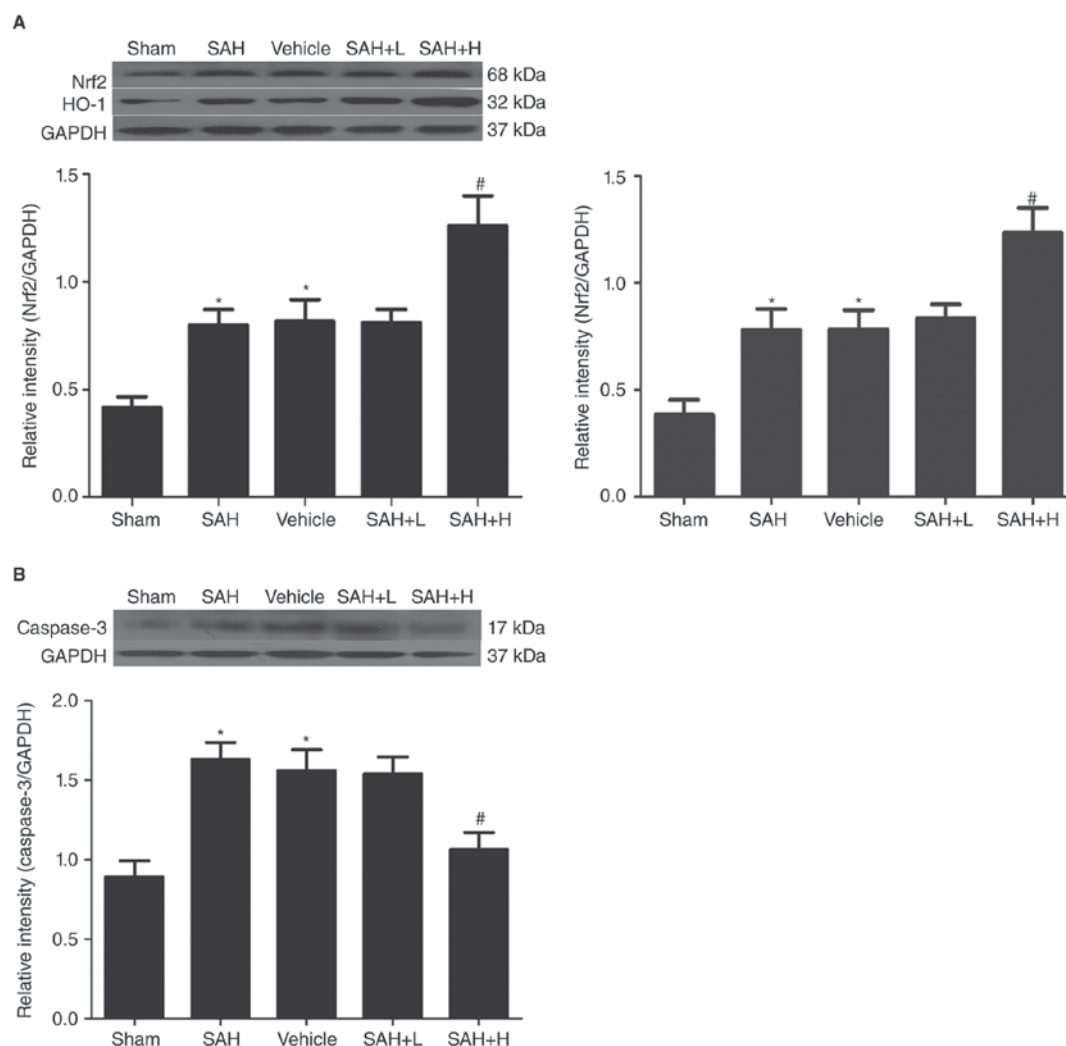 A
Sham SAH Vehicle SAH+L SAH+H
Nrf2 68 kDa
HO-1 32 kDa
GAPDH 37 kDa
Relative intensity (Nrf2/GAPDH)
1.5
1.0
0.5
0.0
* * #
Sham SAH Vehicle SAH+L SAH+H
Relative intensity (Nrf2/GAPDH)
1.5
1.0
0.5
0.0
* * #
Sham SAH Vehicle SAH+L SAH+H
B
Sham SAH Vehicle SAH+L SAH+H
Caspase-3 17 kDa
GAPDH 37 kDa
Relative intensity (caspase-3/GAPDH)
2.0
1.5
1.0
0.5
0.0
* * #
Sham SAH Vehicle SAH+L SAH+H